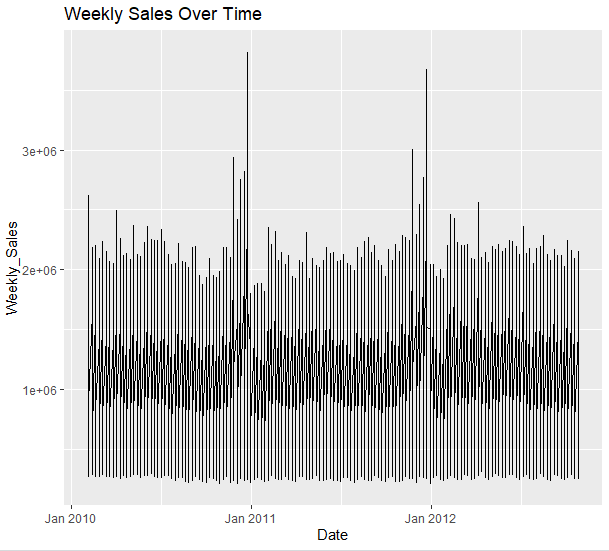 Weekly Sales Over Time
3e+06
2e+06
1e+06
Weekly_Sales
Jan 2010
Jan 2011
Jan 2012
Date